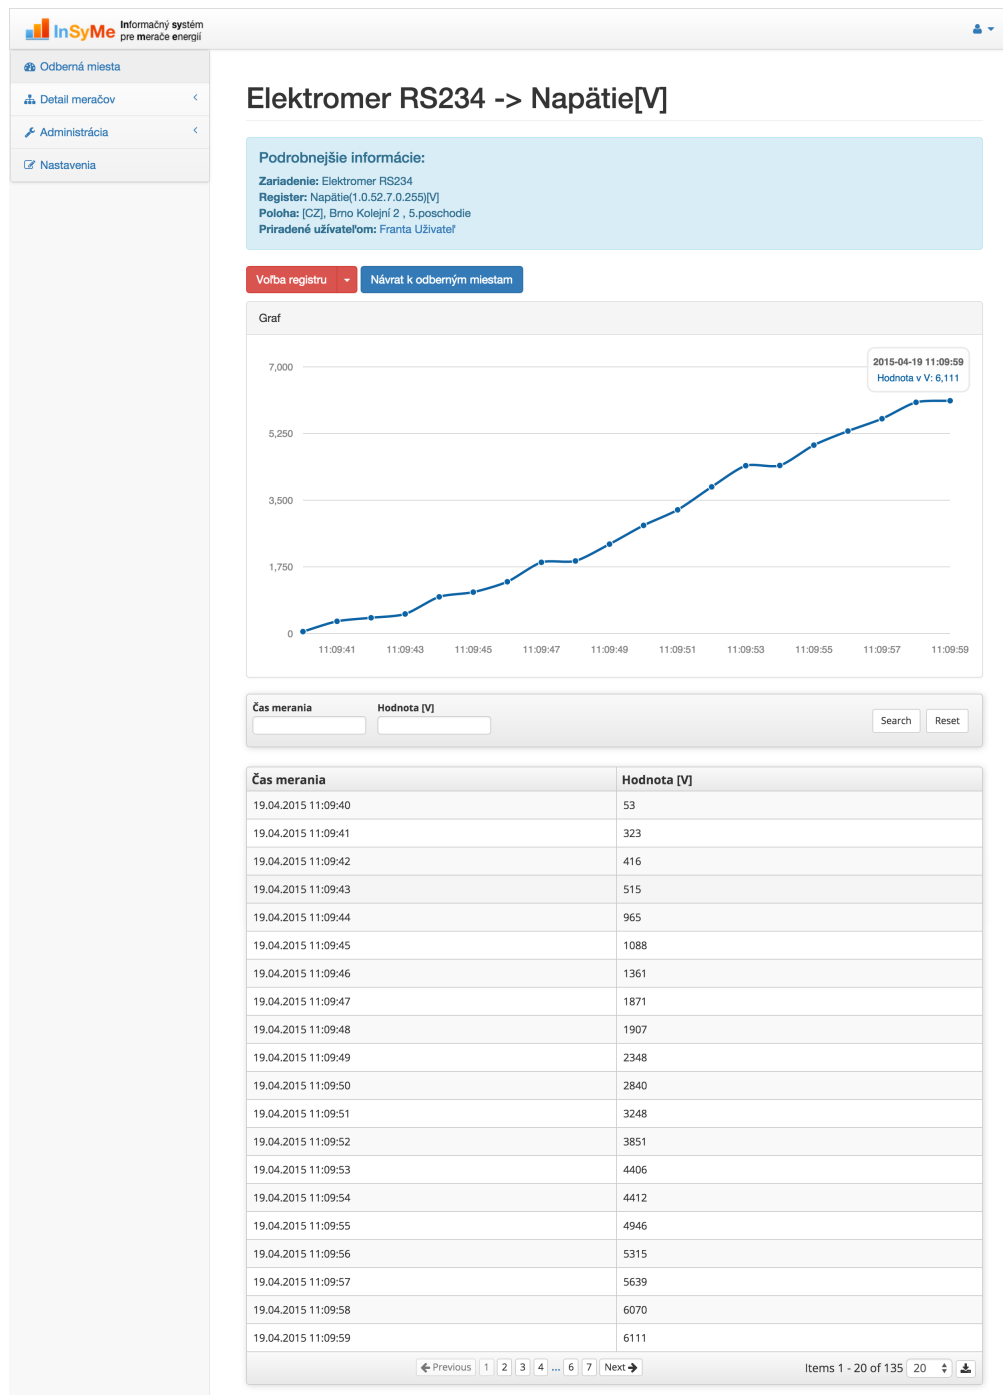 InSyMe Informačný systém
pre merače energií
Odberná miesta
Detail meračov
Administrácia
Nastavenia
Elektromer RS234 -> Napätie[V]
Podrobnejšie informácie:
Zariadenie: Elektromer RS234
Register: Napätie(1.0.52.7.0.255)[V]
Poloha: [CZ], Brno Kolejní 2 , 5.poschodie
Priradené užívateľom: Franta Uživateľ
Voľba registru
Návrat k odberným miestam
Graf
2015-04-19 11:09:59
Hodnota v V: 6,111
7,000
5,250
3,500
1,750
0
11:09:41 11:09:43 11:09:45 11:09:47 11:09:49 11:09:51 11:09:53 11:09:55 11:09:57 11:09:59
Čas merania Hodnota [V]
Search Reset
Čas merania Hodnota [V]
19.04.2015 11:09:40 53
19.04.2015 11:09:41 323
19.04.2015 11:09:42 416
19.04.2015 11:09:43 515
19.04.2015 11:09:44 965
19.04.2015 11:09:45 1088
19.04.2015 11:09:46 1361
19.04.2015 11:09:47 1871
19.04.2015 11:09:48 1907
19.04.2015 11:09:49 2348
19.04.2015 11:09:50 2840
19.04.2015 11:09:51 3248
19.04.2015 11:09:52 3851
19.04.2015 11:09:53 4406
19.04.2015 11:09:54 4412
19.04.2015 11:09:55 4946
19.04.2015 11:09:56 5315
19.04.2015 11:09:57 5639
19.04.2015 11:09:58 6070
19.04.2015 11:09:59 6111
Previous 1 2 3 4 ... 6 7 Next Items 1 - 20 of 135 20